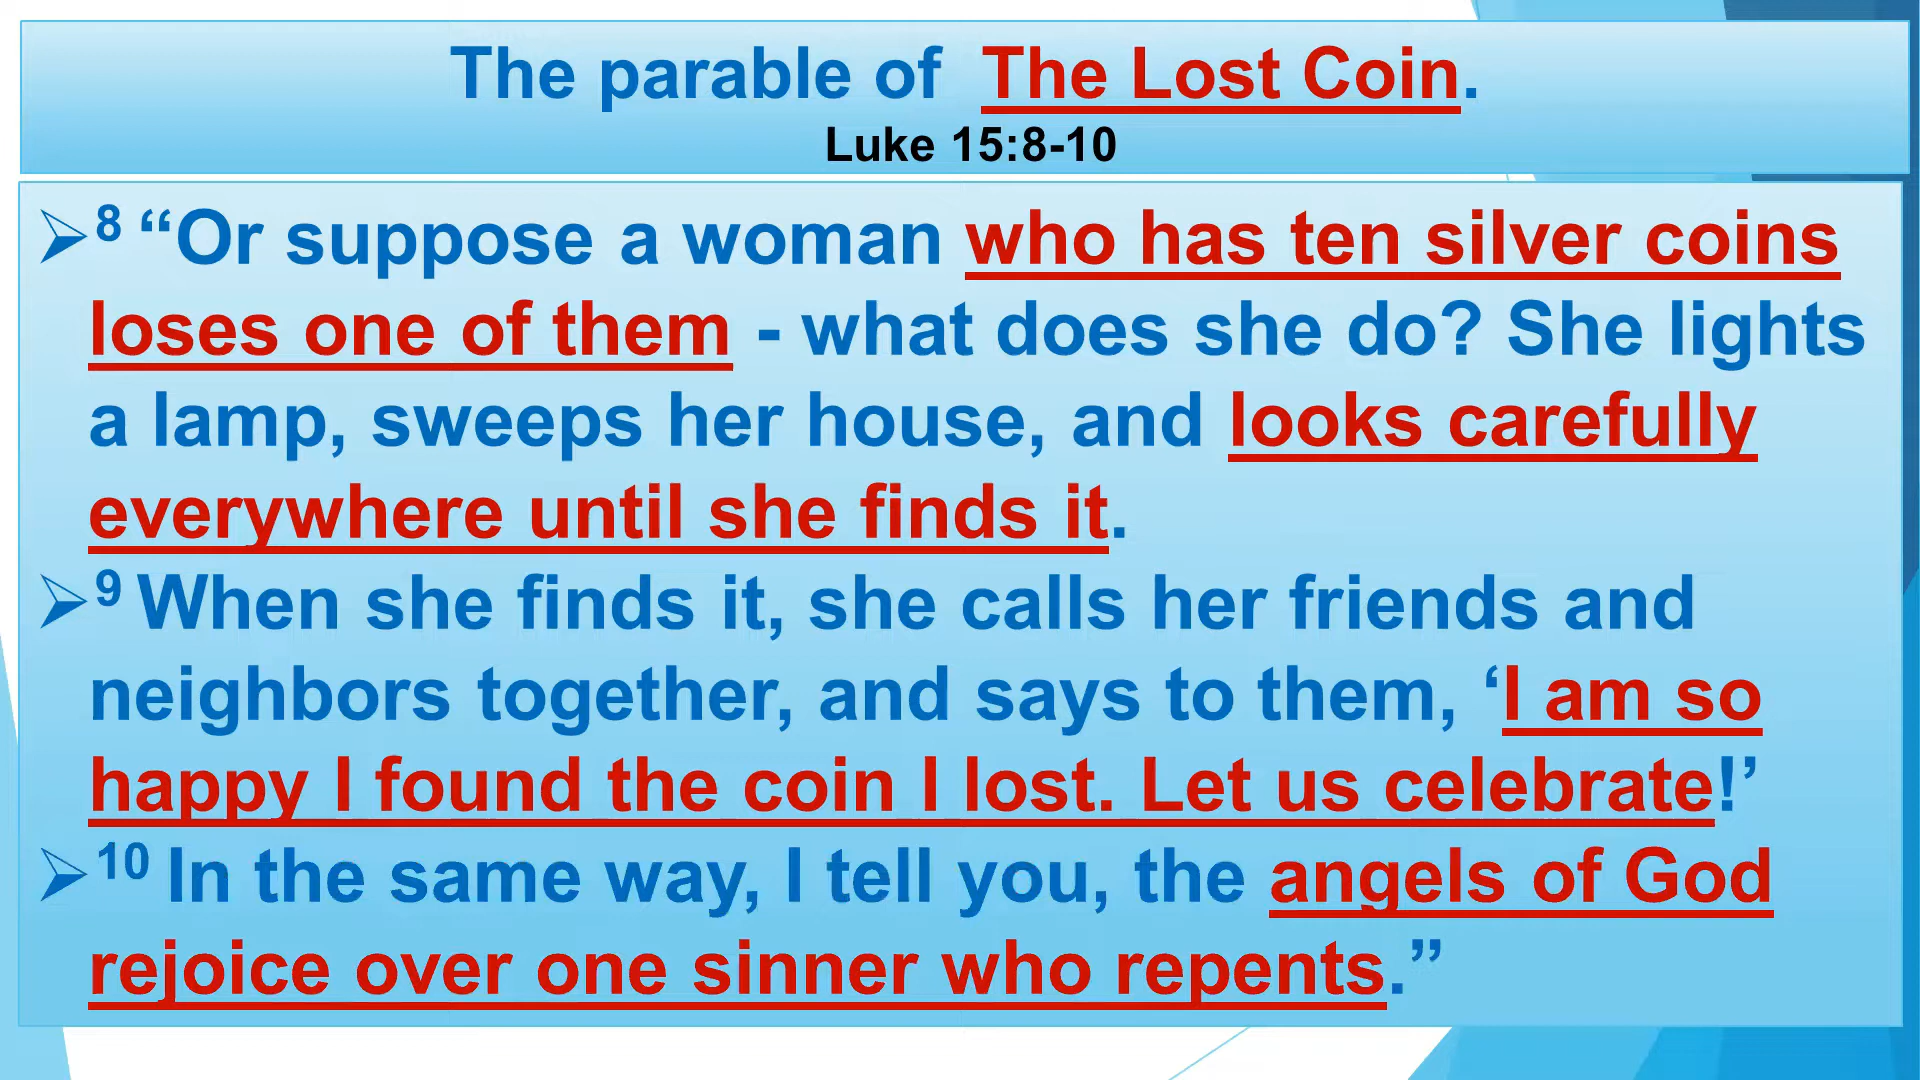 The parable of The Lost Coin.
Luke 15:8-10
➢8 “Or suppose a woman who has ten silver coins
loses one of them - what does she do? She lights
a lamp, sweeps her house, and looks carefully
everywhere until she finds it.
➢9 When she finds it, she calls her friends and
neighbors together, and says to them, ‘I am so
happy I found the coin I lost. Let us celebrate!’
➢10 In the same way, I tell you, the angels of God
rejoice over one sinner who repents.”